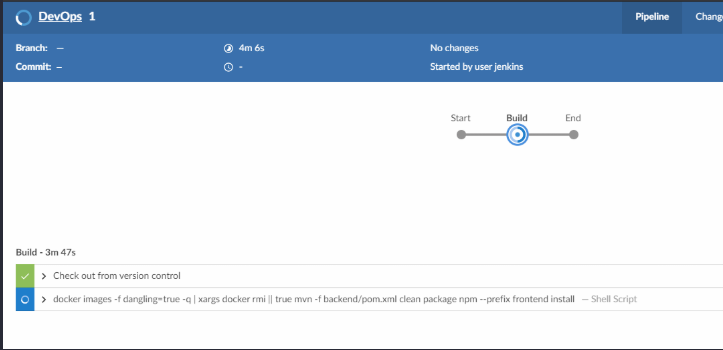 DevOps 1
Pipeline
Branch: —
4m 6s
No changes
Commit: —
-
Started by user jenkins
Start
Build
End
Build - 3m 47s
Check out from version control
docker images -f dangling=true -q | xargs docker rmi || true mvn -f backend/pom.xml clean package npm --prefix frontend install — Shell Script